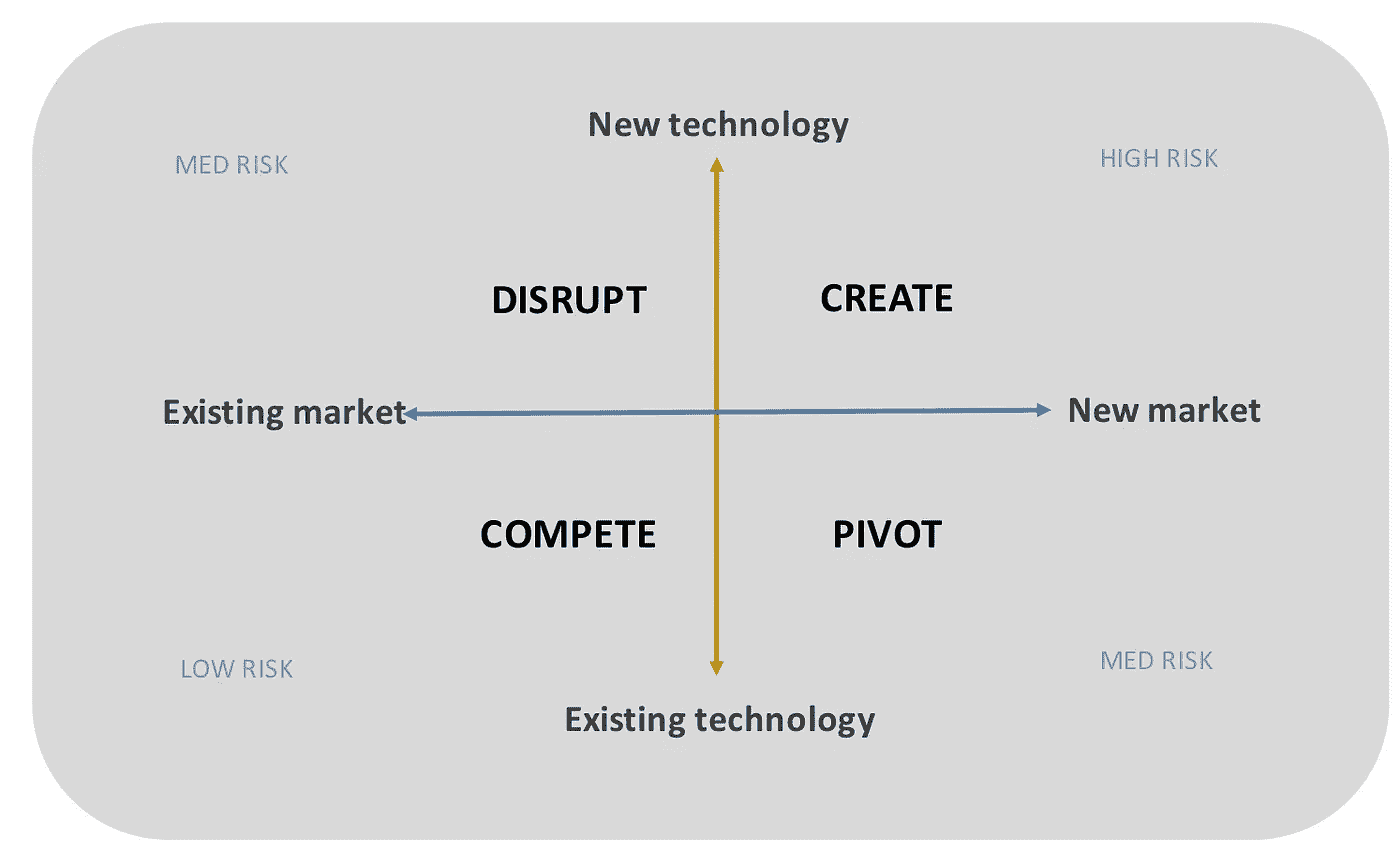 New technology
MED RISK
HIGH RISK
DISRUPT
CREATE
Existing market
New market
COMPETE
PIVOT
LOW RISK
MED RISK
Existing technology